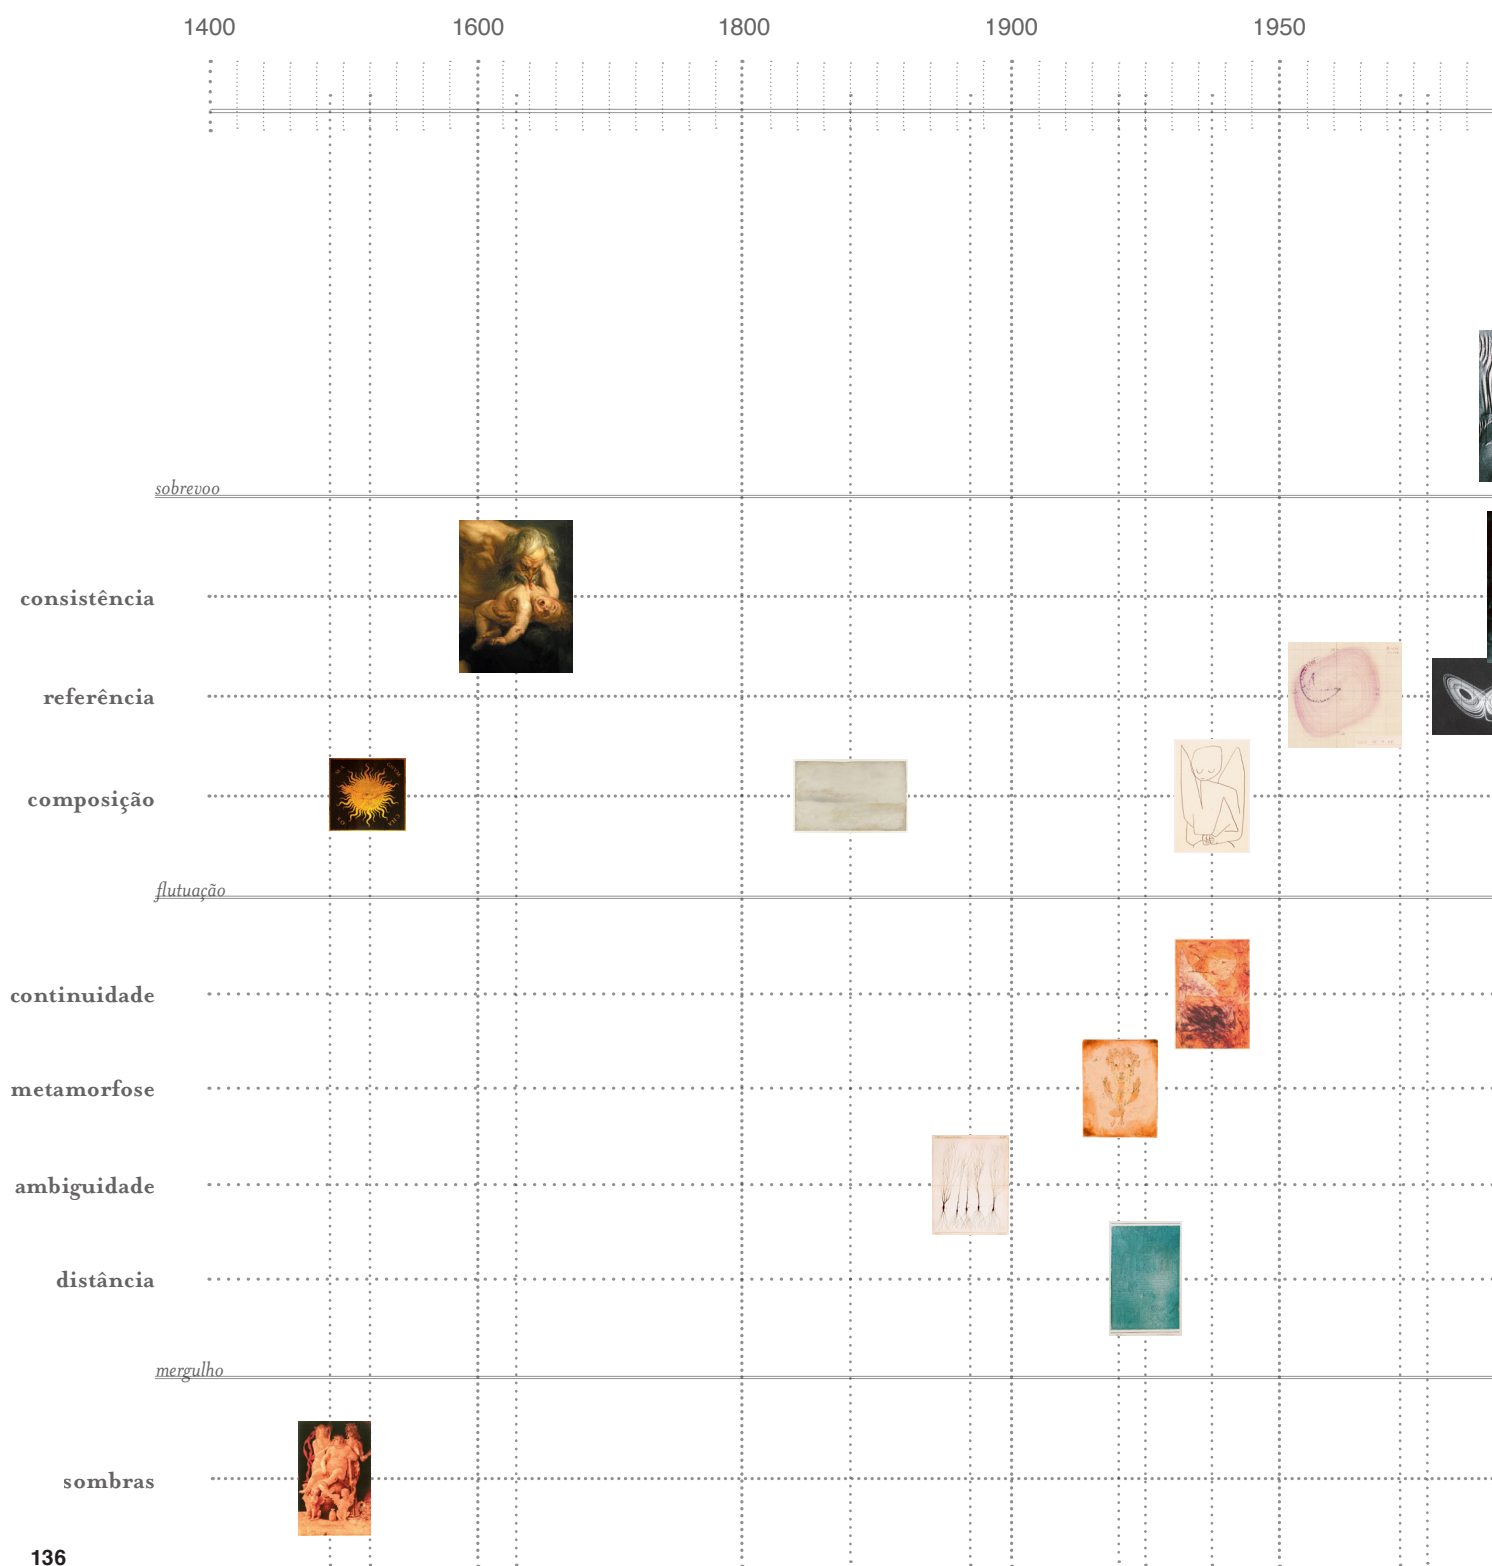 1400 1600 1800 1900 1950
sobrevoo
consistência
referência
composição
flutuação
continuidade
metamorfose
ambiguidade
distância
mergulho
sombras
136